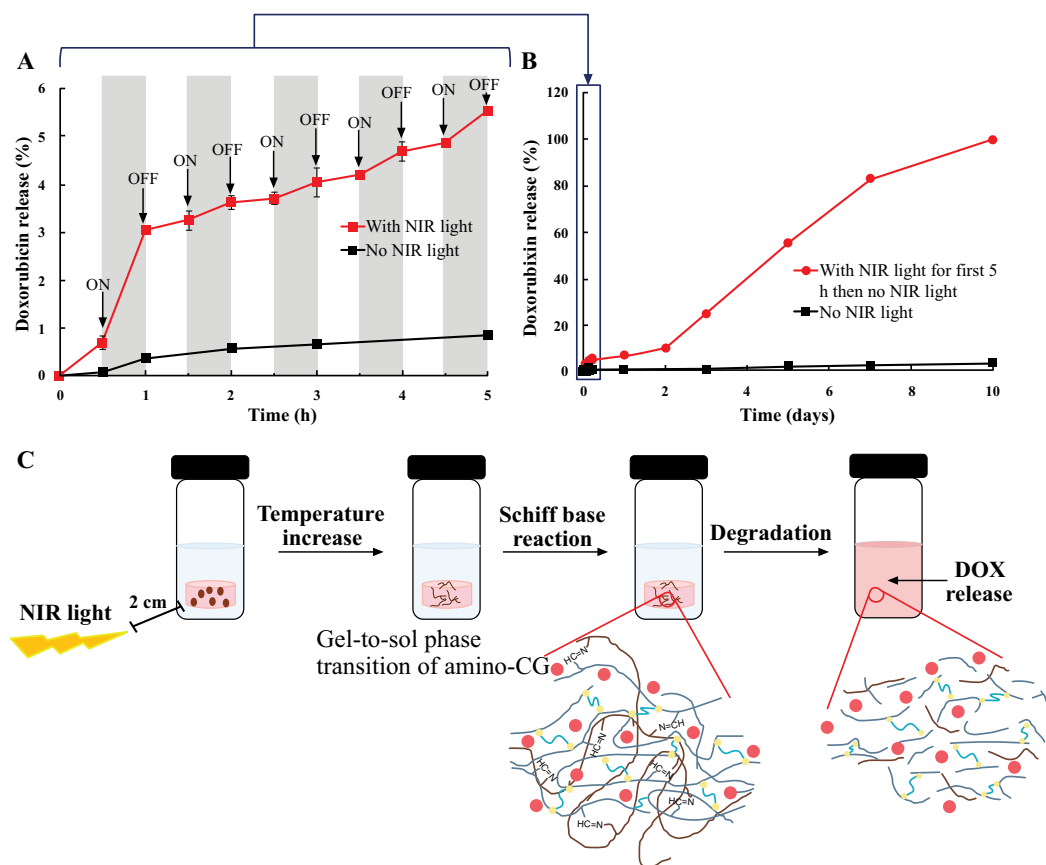 A
Doxorubicin release (%)
6
5
4
3
2
1
0
ON
OFF
ON
OFF
ON
OFF
ON
OFF
ON
OFF
With NIR light
No NIR light
0 1 2 3 4 5
Time (h)
B
Doxorubixin release (%)
120
100
80
60
40
20
0
With NIR light for first 5
h then no NIR light
No NIR light
0 2 4 6 8 10
Time (days)
C
NIR light
2 cm
Temperature
increase
Gel-to-sol phase
transition of amino-CG
Schiff base
reaction
Degradation
DOX
release
HC=N
N=CH
HC=N
HC=N
HC=N
HC=N